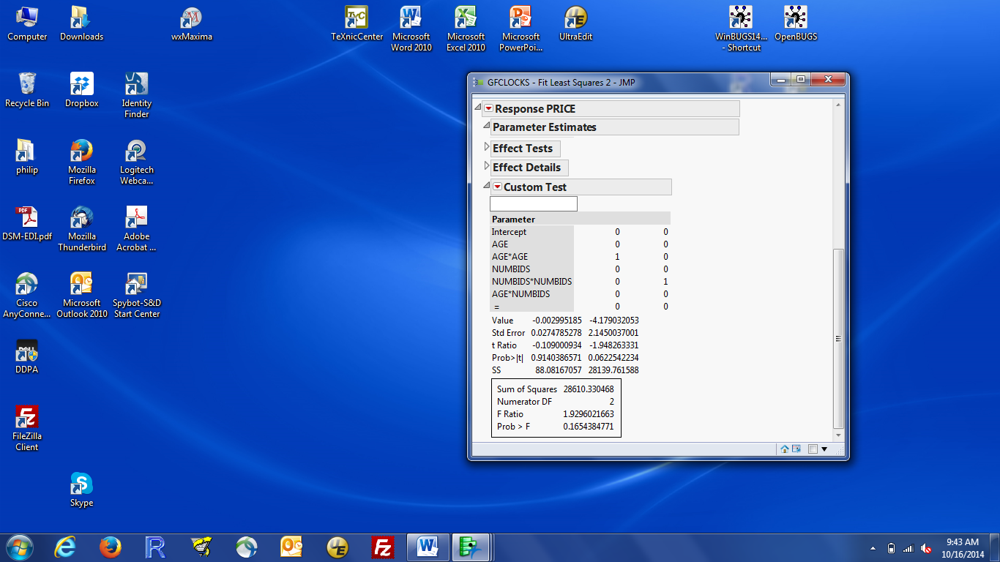 Computer
Downloads
wxMaxima
TeXnicCenter
Microsoft
Word 2010
Microsoft
Excel 2010
Microsoft
PowerPoi...
UltraEdit
WinBUGS14...
- Shortcut
OpenBUGS
Recycle Bin
Dropbox
Identity
Finder
philip
Mozilla
Firefox
Logitech
Webca...
DSM-EDI.pdf
Mozilla
Thunderbird
Adobe
Acrobat ...
Cisco
AnyConne...
Microsoft
Outlook 2010
Spybot-S&D
Start Center
DDPA
FileZilla
Client
Skype
GFCLOCKS - Fit Least Squares 2 - JMP
Response PRICE
Parameter Estimates
Effect Tests
Effect Details
Custom Test
Parameter
Intercept 0 0
AGE 0 0
AGE*AGE 1 0
NUMBIDS 0 0
NUMBIDS*NUMBIDS 0 1
AGE*NUMBIDS 0 0
= 0 0
Value -0.002995185 -4.179032053
Std Error 0.0274785278 2.1450037001
t Ratio -0.109000934 -1.948263331
Prob>|t| 0.9140386571 0.0622542234
SS 88.08167057 28139.761588
Sum of Squares 28610.330468
Numerator DF 2
F Ratio 1.9296021663
Prob > F 0.1654384771
9:43 AM
10/16/2014